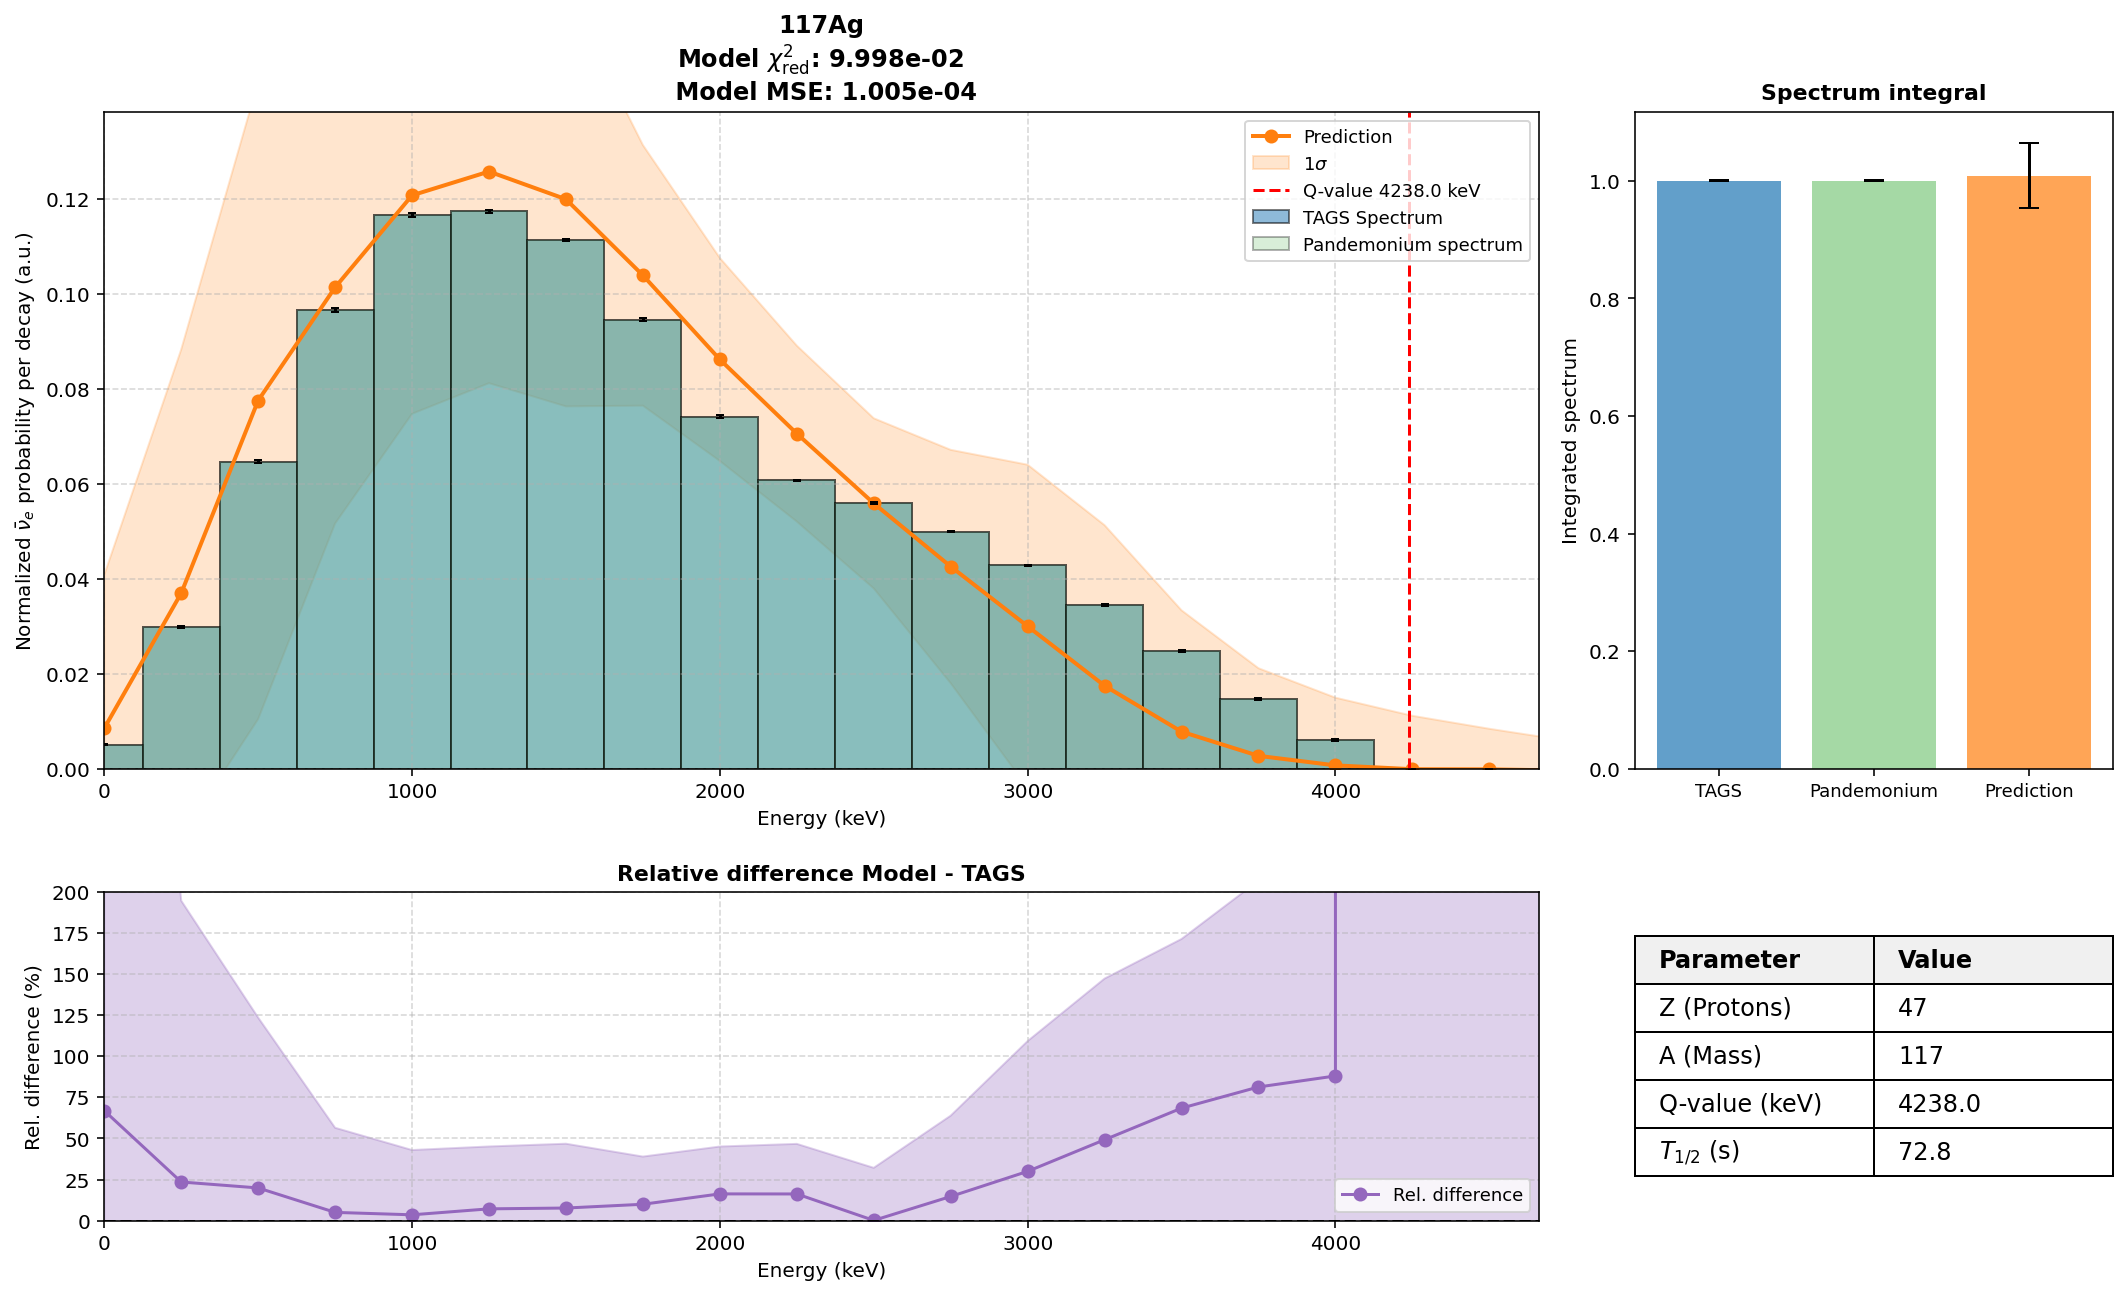 117Ag
Model χ²red: 9.998e-02
Model MSE: 1.005e-04
Normalized ν̄e probability per decay (a.u.)
0.12
0.10
0.08
0.06
0.04
0.02
0.00
0 1000 2000 3000 4000
Energy (keV)
Prediction
1σ
Q-value 4238.0 keV
TAGS Spectrum
Pandemonium spectrum
Spectrum integral
Integrated spectrum
1.0
0.8
0.6
0.4
0.2
0.0
TAGS Pandemonium Prediction
Relative difference Model - TAGS
Rel. difference (%)
200
175
150
125
100
75
50
25
0
0 1000 2000 3000 4000
Energy (keV)
Rel. difference
Parameter Value
Z (Protons) 47
A (Mass) 117
Q-value (keV) 4238.0
T1/2 (s) 72.8